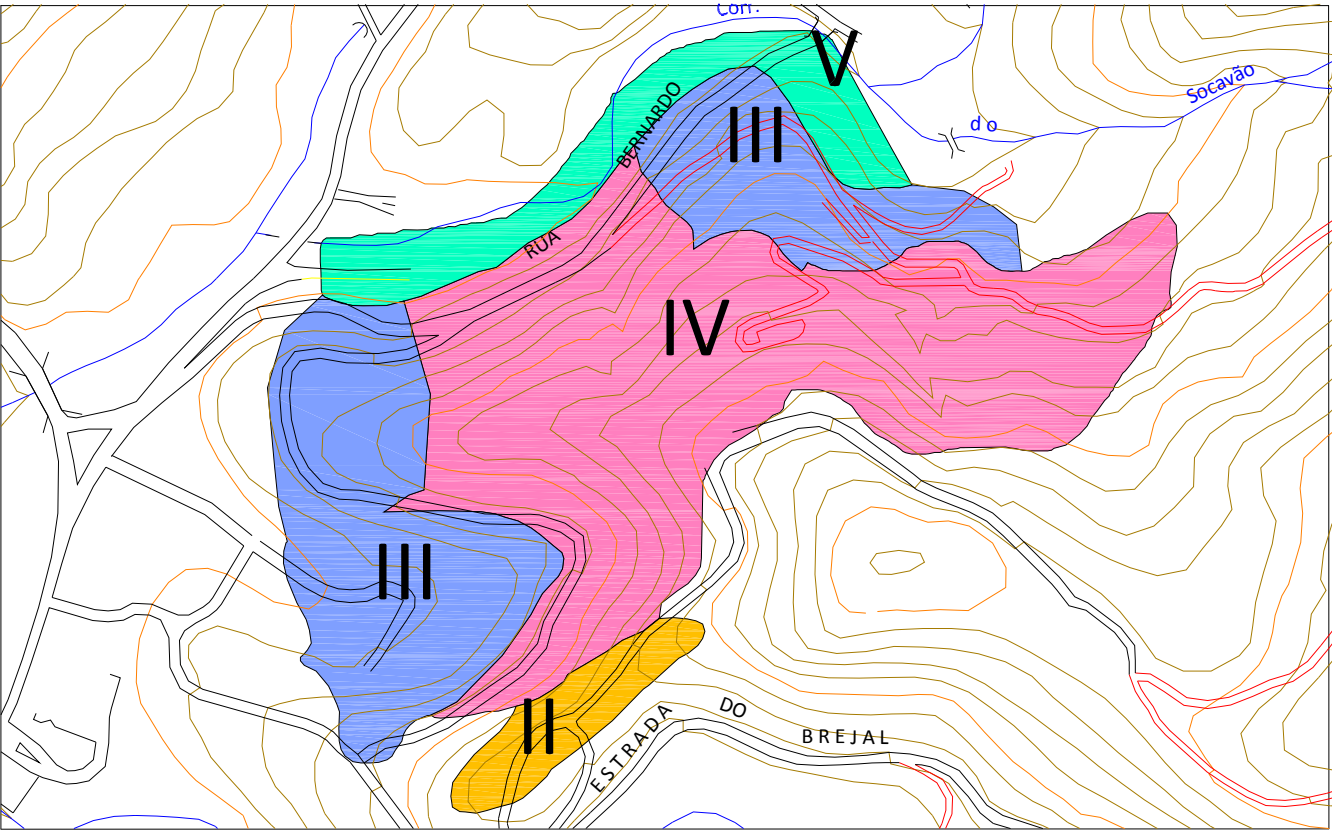 Corr.
V
Socavão
do
BERNARDO
III
RUA
IV
III
II
ESTRADA
DO
BREJAL